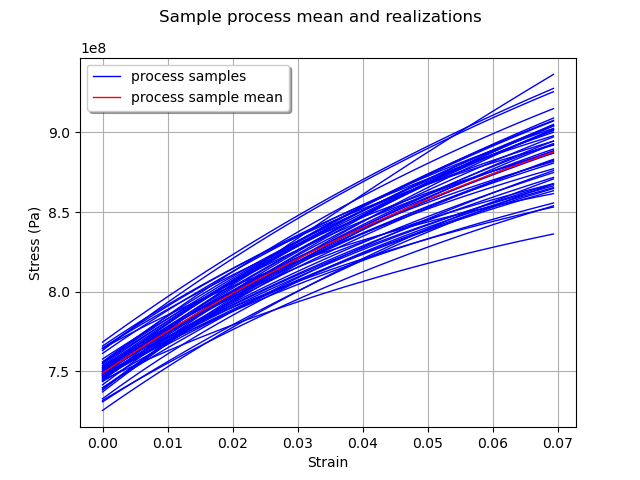 Sample process mean and realizations
1e8
process samples
process sample mean
9.0
8.5
8.0
7.5
Stress (Pa)
0.00 0.01 0.02 0.03 0.04 0.05 0.06 0.07
Strain